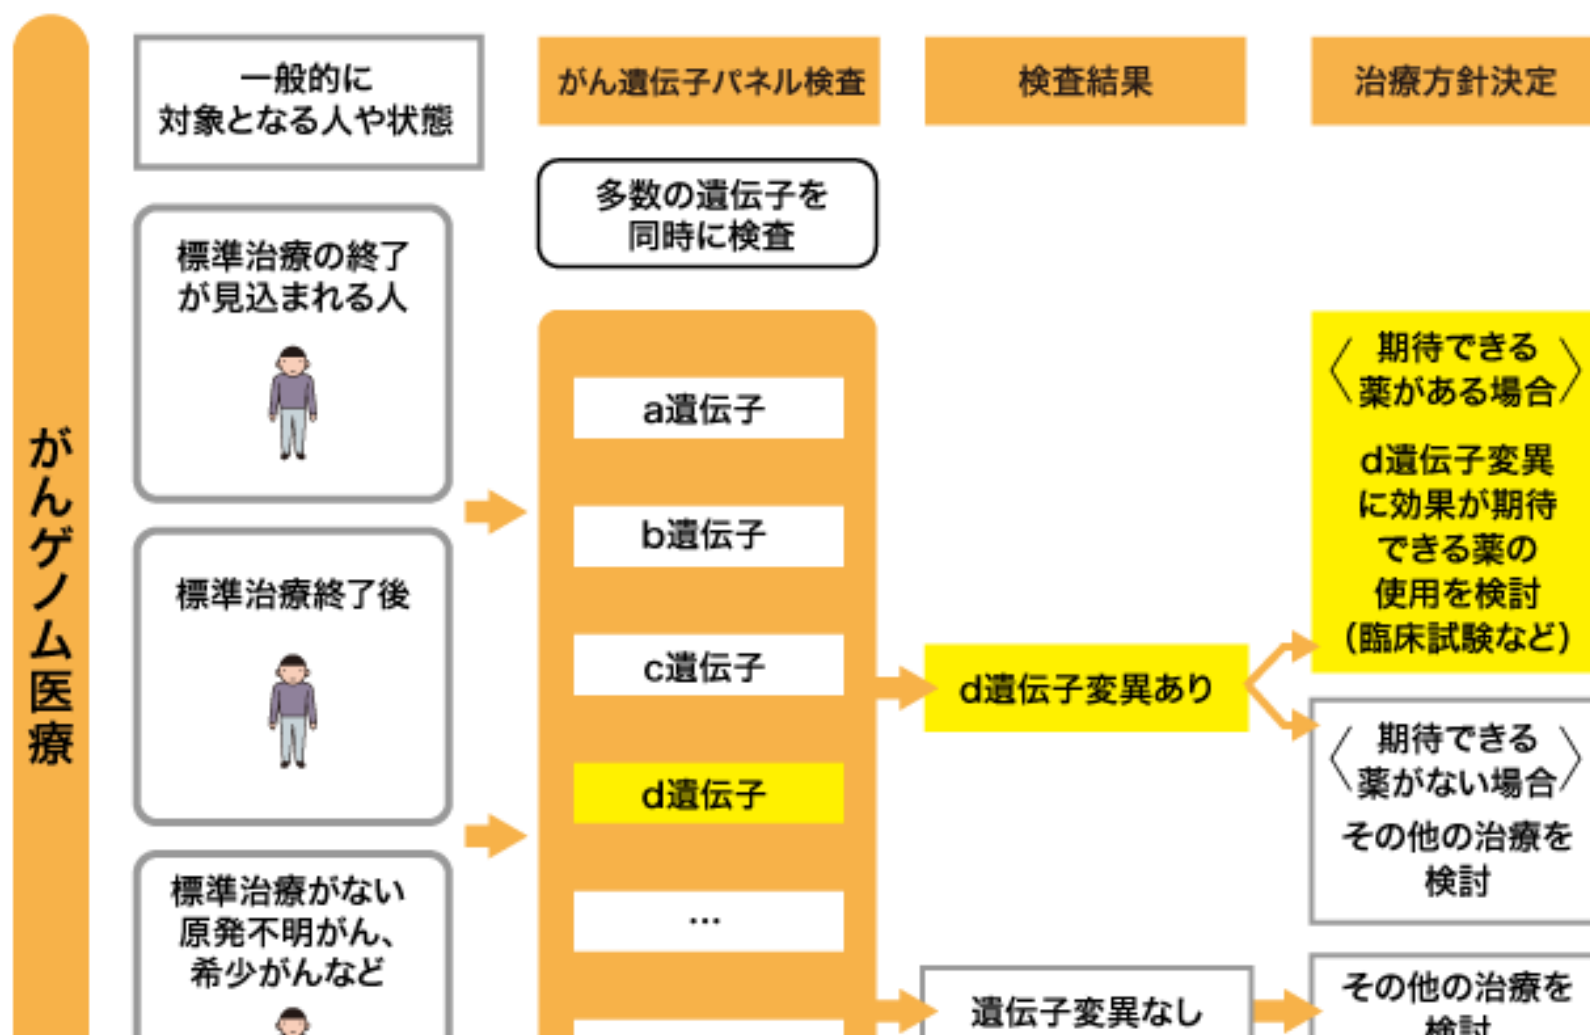 がんゲノム医療
一般的に
対象となる人や状態
標準治療の終了
が見込まれる人
標準治療終了後
標準治療がない
原発不明がん、
希少がんなど
がん遺伝子パネル検査
多数の遺伝子を
同時に検査
a遺伝子
b遺伝子
c遺伝子
d遺伝子
…
検査結果
d遺伝子変異あり
遺伝子変異なし
治療方針決定
〈期待できる
薬がある場合〉
d遺伝子変異
に効果が期待
できる薬の
使用を検討
（臨床試験など）
〈期待できる
薬がない場合〉
その他の治療を
検討
その他の治療を
検討